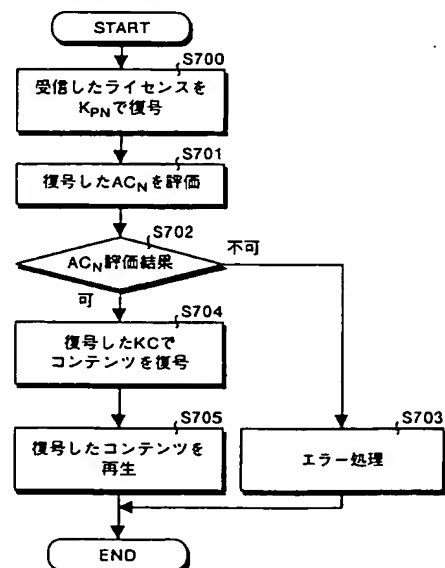 START
S700
受信したライセンスを
KPNで復号
S701
復号したACNを評価
S702
ACN評価結果
不可
可
S704
復号したKCで
コンテンツを復号
S705
復号したコンテンツを
再生
S703
エラー処理
END